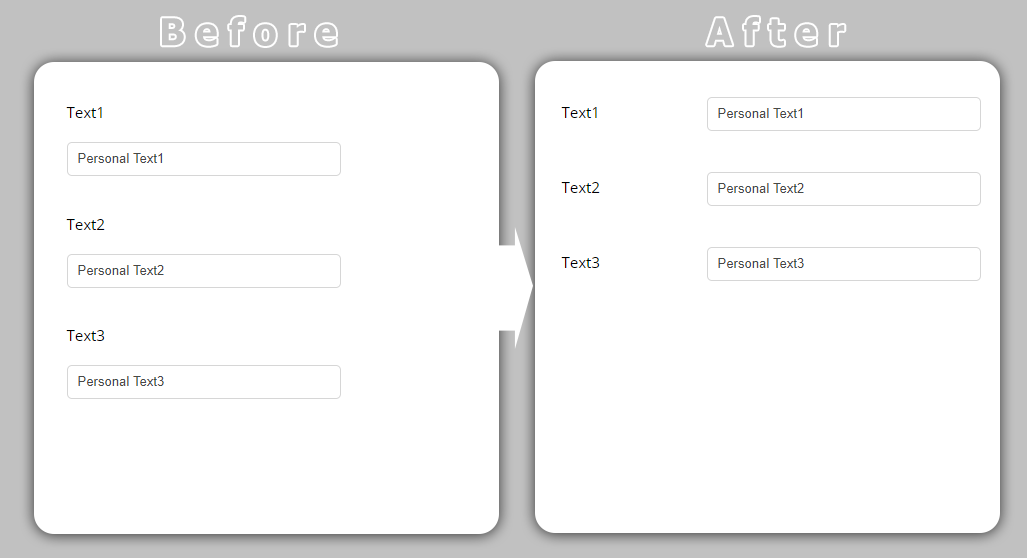 Before
Text1
Personal Text1
Text2
Personal Text2
Text3
Personal Text3
After
Text1 Personal Text1
Text2 Personal Text2
Text3 Personal Text3